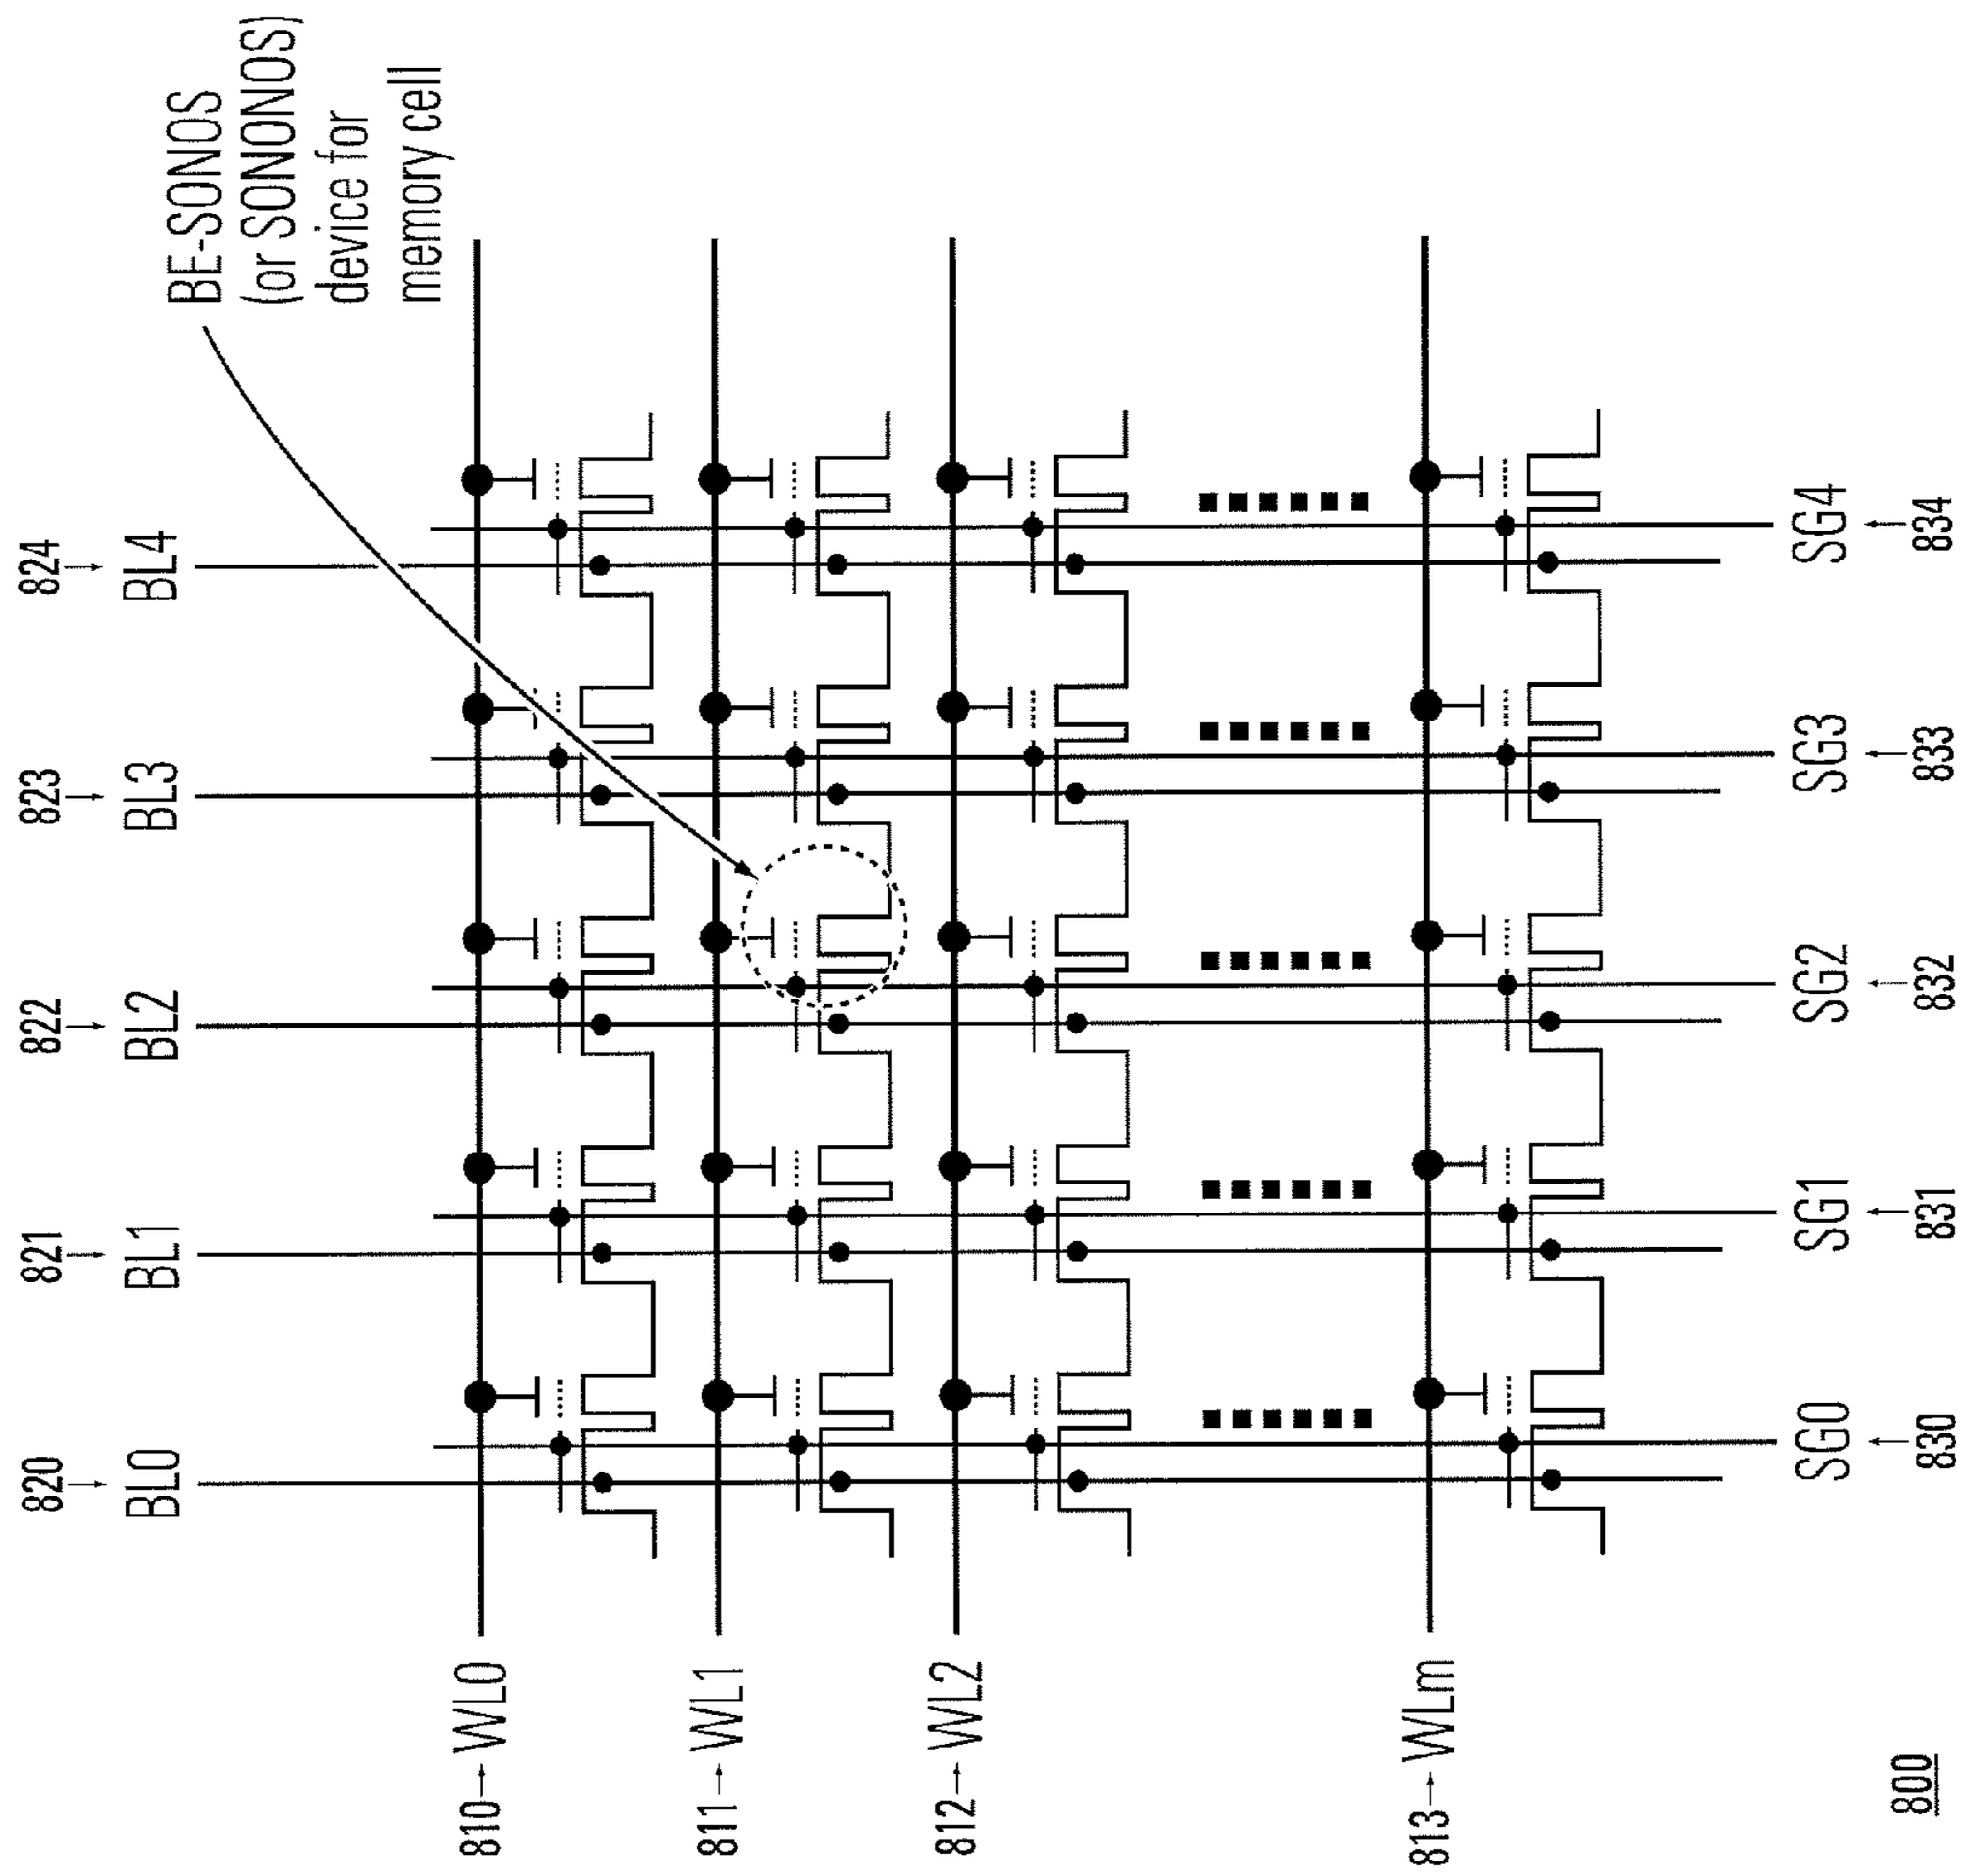 BE-SONOS
(or SONONOS)
device for
memory cell
824
BL4
823
BL3
822
BL2
821
BL1
820
BL0
810
WL0
811
WL1
812
WL2
813
WLm
SG4
834
SG3
833
SG2
832
SG1
831
SG0
830
800